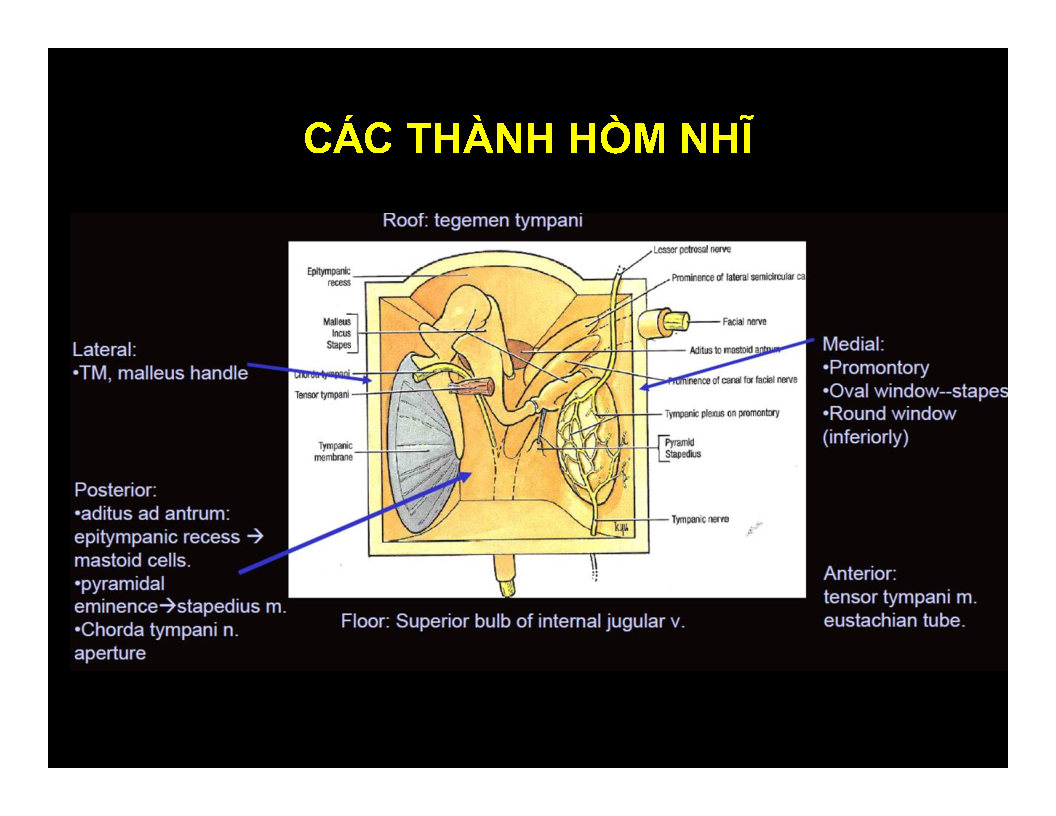 CÁC THÀNH HÒM NHĨ
Roof: tegemen tympani
Lateral:
•TM, malleus handle
Posterior:
•aditus ad antrum:
epitympanic recess →
mastoid cells.
•pyramidal
eminence→stapedius m.
•Chorda tympani n.
aperture
Epitympanic
recess
Malleus
Incus
Stapes
Chorda tympani
Tensor tympani
Tympanic
membrane
Lesser petrosal nerve
Prominence of lateral semicircular ca
Facial nerve
Aditus to mastoid antrum
Prominence of canal for facial nerve
Tympanic plexus on promontory
Pyramid
Stapedius
Tympanic nerve
Medial:
•Promontory
•Oval window--stapes
•Round window
(inferiorly)
Anterior:
tensor tympani m.
eustachian tube.
Floor: Superior bulb of internal jugular v.